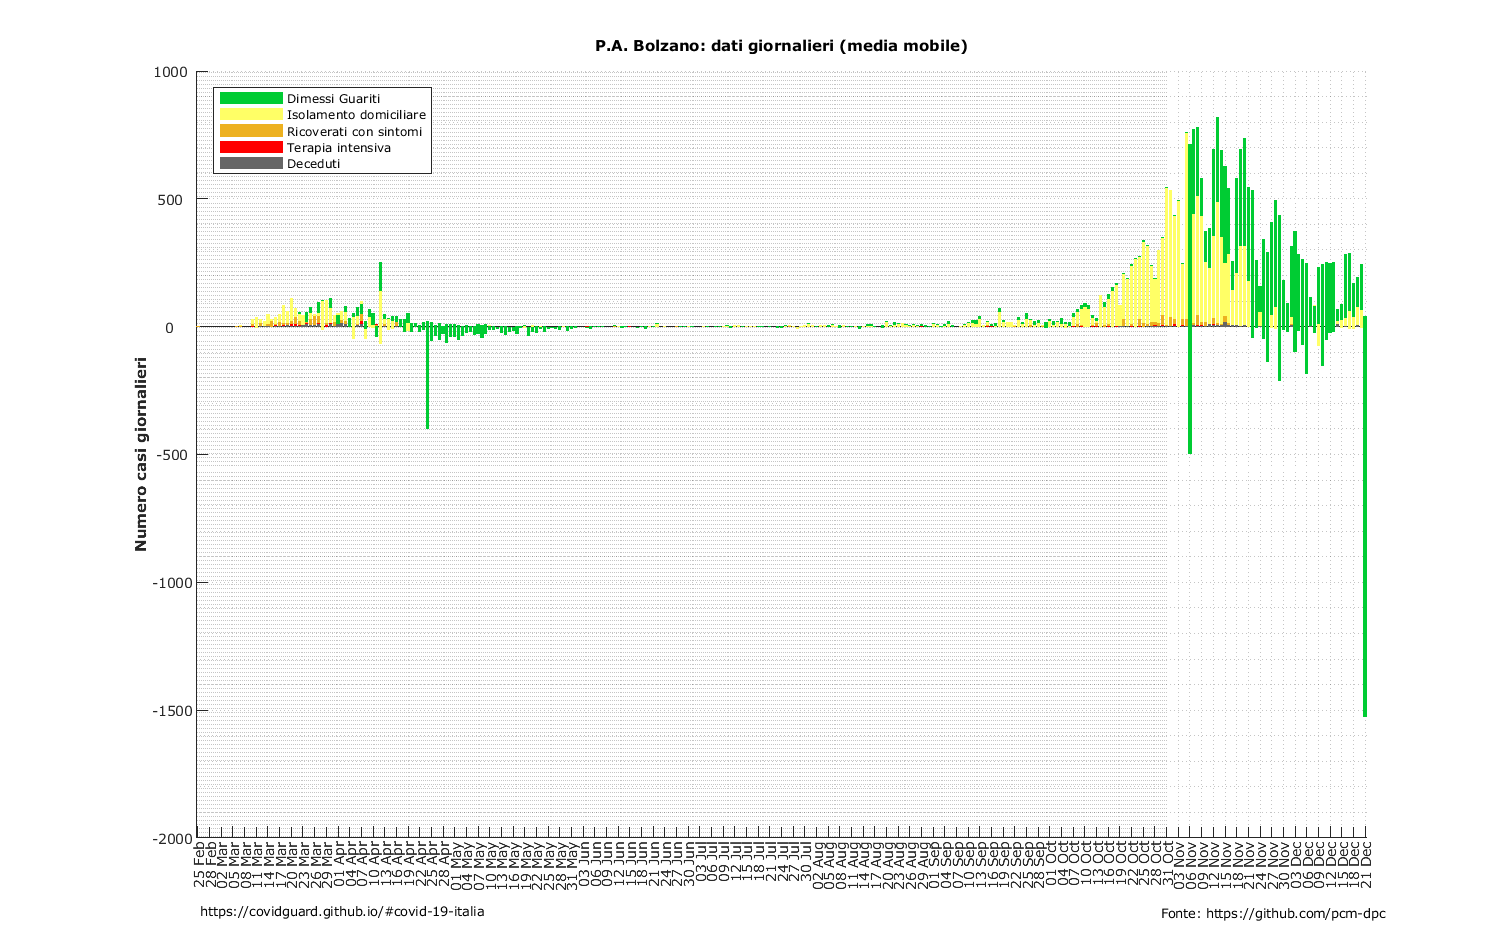 P.A. Bolzano: dati giornalieri (media mobile)
Dimessi Guariti
Isolamento domiciliare
Ricoverati con sintomi
Terapia intensiva
Deceduti
Numero casi giornalieri
1000
500
0
-500
-1000
-1500
-2000
25 Feb
28 Feb
02 Mar
05 Mar
08 Mar
11 Mar
14 Mar
17 Mar
20 Mar
23 Mar
26 Mar
29 Mar
01 Apr
04 Apr
07 Apr
10 Apr
13 Apr
16 Apr
19 Apr
22 Apr
25 Apr
28 Apr
01 May
04 May
07 May
10 May
13 May
16 May
19 May
22 May
25 May
28 May
31 May
03 Jun
06 Jun
09 Jun
12 Jun
15 Jun
18 Jun
21 Jun
24 Jun
27 Jun
30 Jun
03 Jul
06 Jul
09 Jul
12 Jul
15 Jul
18 Jul
21 Jul
24 Jul
27 Jul
30 Jul
02 Aug
05 Aug
08 Aug
11 Aug
14 Aug
17 Aug
20 Aug
23 Aug
26 Aug
29 Aug
01 Sep
04 Sep
07 Sep
10 Sep
13 Sep
16 Sep
19 Sep
22 Sep
25 Sep
28 Sep
01 Oct
04 Oct
07 Oct
10 Oct
13 Oct
16 Oct
19 Oct
22 Oct
25 Oct
28 Oct
31 Oct
03 Nov
06 Nov
09 Nov
12 Nov
15 Nov
18 Nov
21 Nov
24 Nov
27 Nov
30 Nov
03 Dec
06 Dec
09 Dec
12 Dec
15 Dec
18 Dec
21 Dec
https://covidguard.github.io/#covid-19-italia
Fonte: https://github.com/pcm-dpc